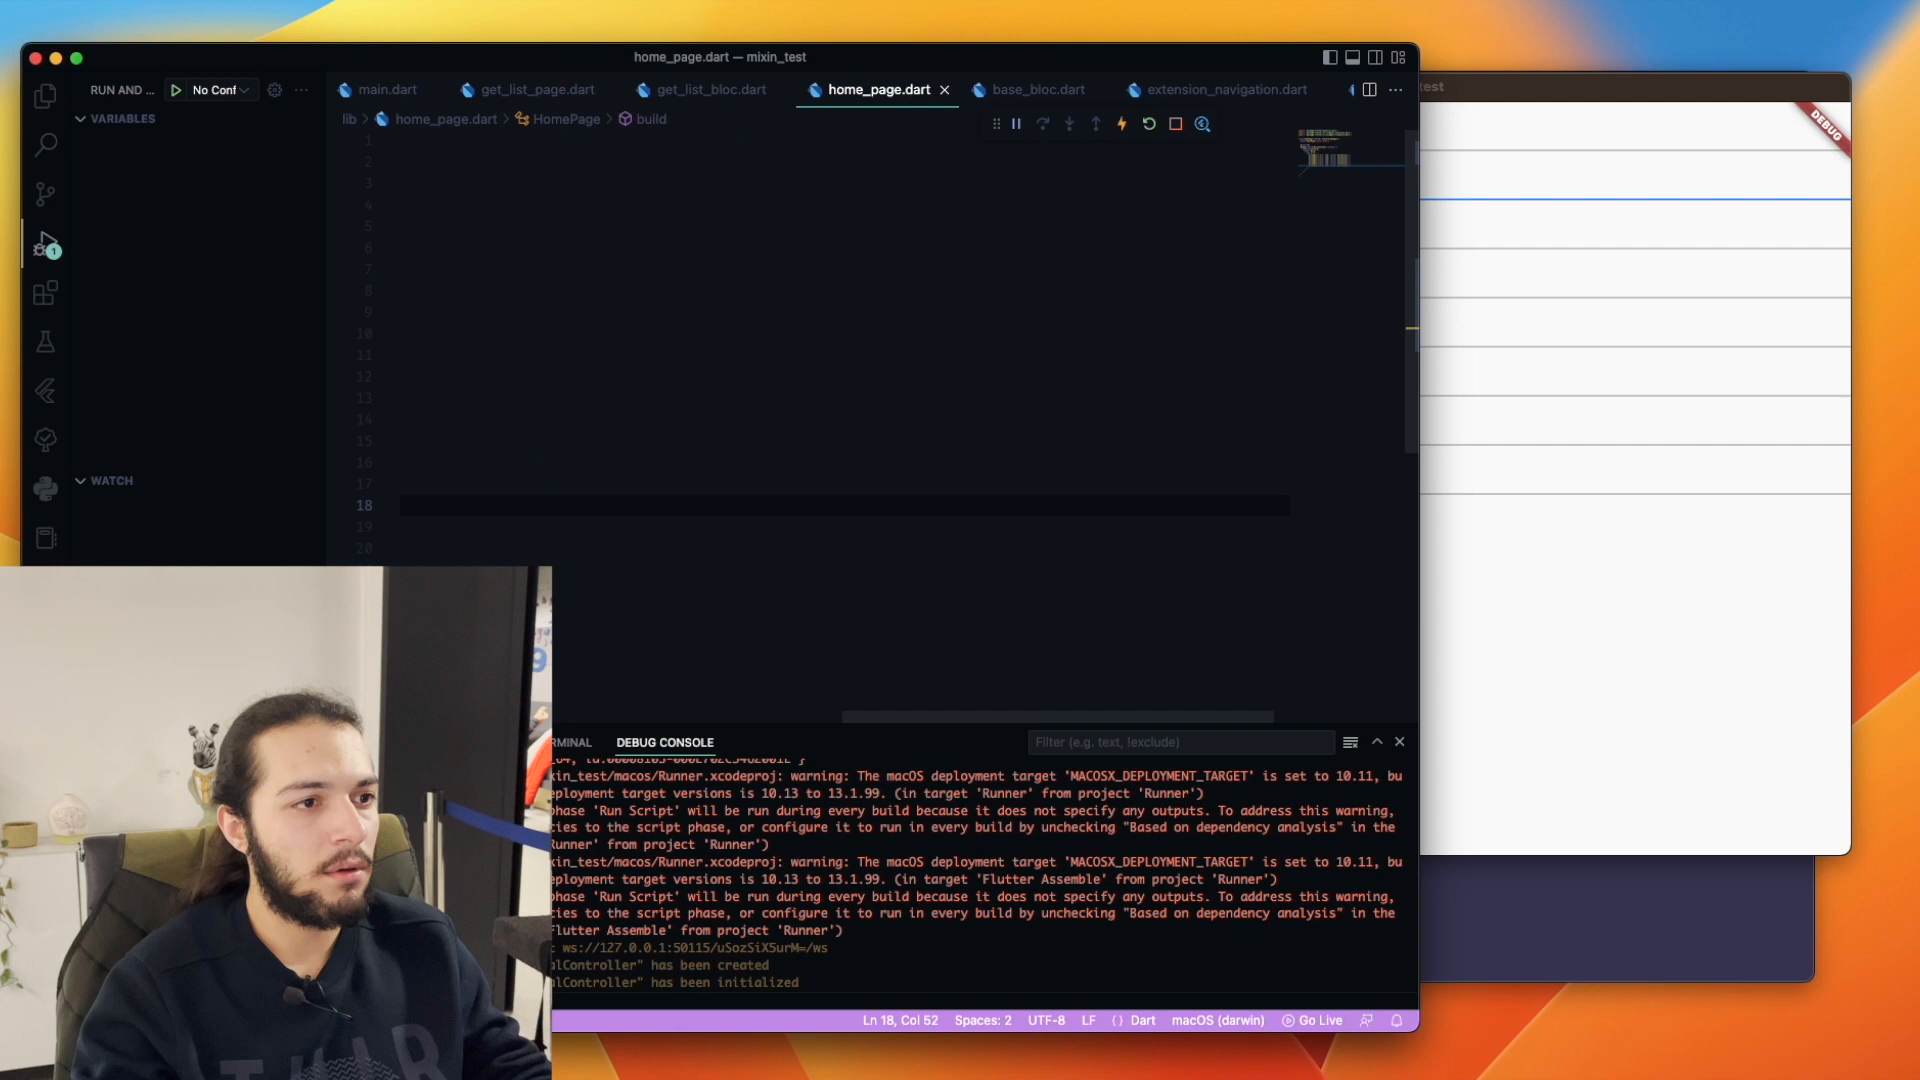 home_page.dart — mixin_test
test
RUN AND ...
No Conf
main.dart
get_list_page.dart
get_list_bloc.dart
home_page.dart
base_bloc.dart
extension_navigation.dart
DEBUG
VARIABLES
lib > home_page.dart > HomePage > build
1
2
3
4
5
6
7
8
9
10
11
12
13
14
15
16
17
18
19
20
1
WATCH
RMINAL
DEBUG CONSOLE
Filter (e.g. text, !exclude)
xin_test/macos/Runner.xcodeproj: warning: The macOS deployment target 'MACOSX_DEPLOYMENT_TARGET' is set to 10.11, bu
eployment target versions is 10.13 to 13.1.99. (in target 'Runner' from project 'Runner')
phase 'Run Script' will be run during every build because it does not specify any outputs. To address this warning,
cies to the script phase, or configure it to run in every build by unchecking "Based on dependency analysis" in the
Runner' from project 'Runner')
xin_test/macos/Runner.xcodeproj: warning: The macOS deployment target 'MACOSX_DEPLOYMENT_TARGET' is set to 10.11, bu
eployment target versions is 10.13 to 13.1.99. (in target 'Flutter Assemble' from project 'Runner')
phase 'Run Script' will be run during every build because it does not specify any outputs. To address this warning,
cies to the script phase, or configure it to run in every build by unchecking "Based on dependency analysis" in the
Flutter Assemble' from project 'Runner')
: ws://127.0.0.1:50115/uSozSiX5urM=/ws
alController" has been created
alController" has been initialized
Ln 18, Col 52
Spaces: 2
UTF-8
LF
{ } Dart
macOS (darwin)
Go Live
9